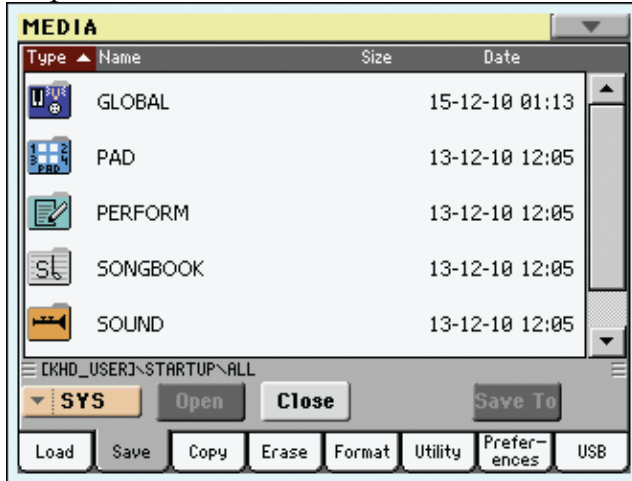 MEDIA
Type Name Size Date
GLOBAL 15-12-10 01:13
PAD 13-12-10 12:05
PERFORM 13-12-10 12:05
SONGBOOK 13-12-10 12:05
SOUND 13-12-10 12:05
[KHD_USER]\STARTUP\ALL
SYS Open Close Save To
Load Save Copy Erase Format Utility Prefer-
ences USB